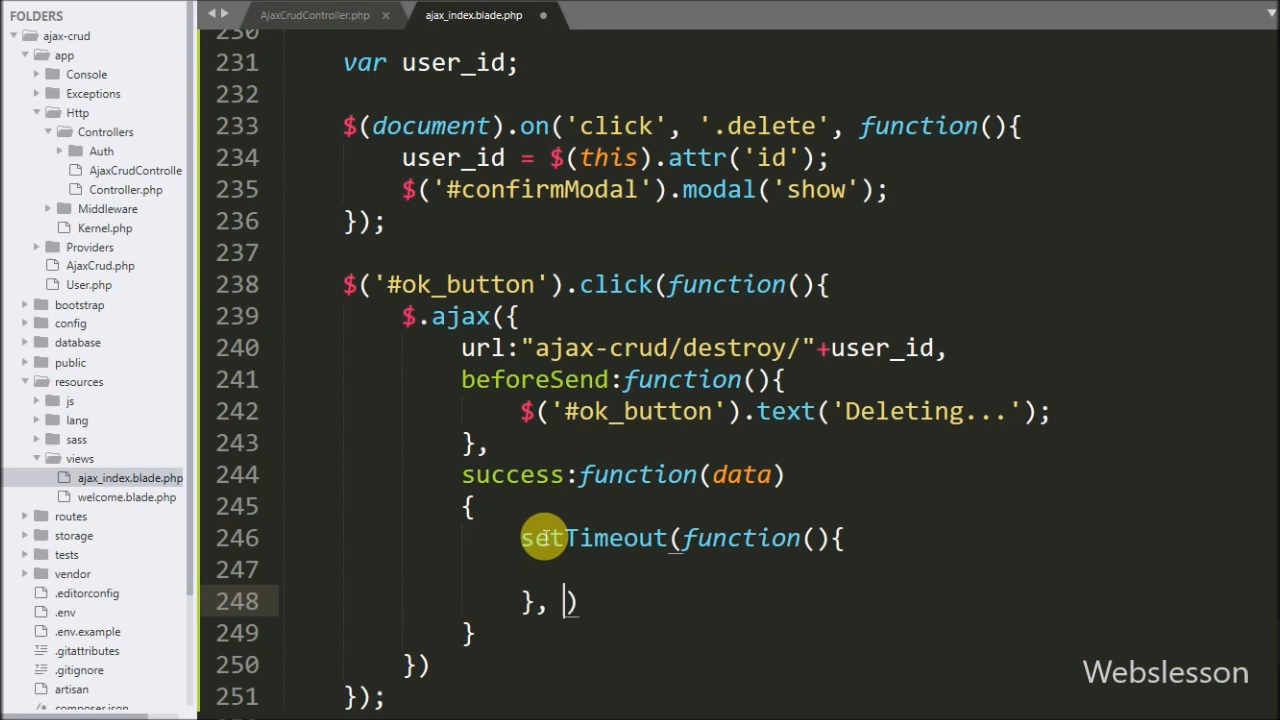 FOLDERS
ajax-crud
app
Console
Exceptions
Http
Controllers
Auth
AjaxCrudControlle
Controller.php
Middleware
Kernel.php
Providers
AjaxCrud.php
User.php
bootstrap
config
database
public
resources
js
lang
sass
views
ajax_index.blade.php
welcome.blade.php
routes
storage
tests
vendor
.editorconfig
.env
.env.example
.gitattributes
.gitignore
artisan
composer.json
AjaxCrudController.php ×
ajax_index.blade.php
230
231 var user_id;
232
233 $(document).on('click', '.delete', function(){
234 user_id = $(this).attr('id');
235 $('#confirmModal').modal('show');
236 });
237
238 $('#ok_button').click(function(){
239 $.ajax({
240 url:"ajax-crud/destroy/"+user_id,
241 beforeSend:function(){
242 $('#ok_button').text('Deleting...');
243 },
244 success:function(data)
245 {
246 setTimeout(function(){
247
248 }, )
249 }
250 })
251 });
Webslesson